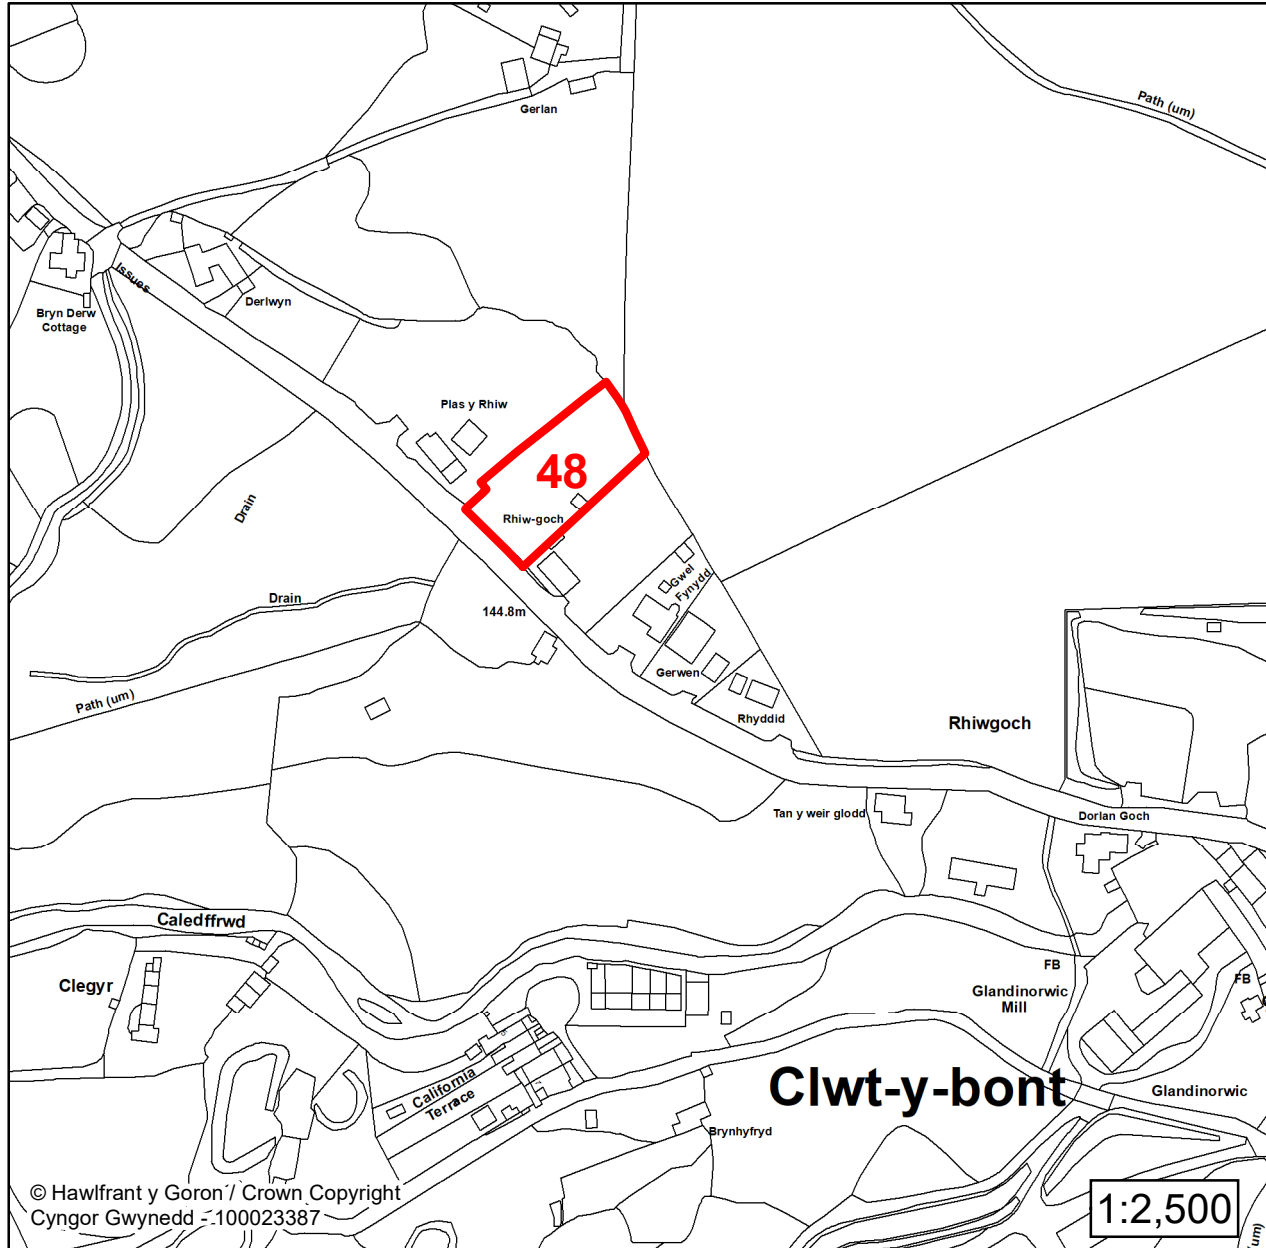 Path (um)
Gerlan
Issues
Derlwyn
Bryn Derw
Cottage
Plas y Rhiw
48
Drain
Rhiw-goch
Gwel
Fynydd
Drain
144.8m
Gerwen
Path (um)
Rhyddid
Rhiwgoch
Tan y weir glodd
Dorlan Goch
Caledffrwd
Clegyr
FB
FB
Glandinorwic
Mill
California
Terrace
Clwt-y-bont
Glandinorwic
Brynhyfryd
© Hawlfraint y Goron / Crown Copyright
Cyngor Gwynedd - 100023387
1:2,500
(um)